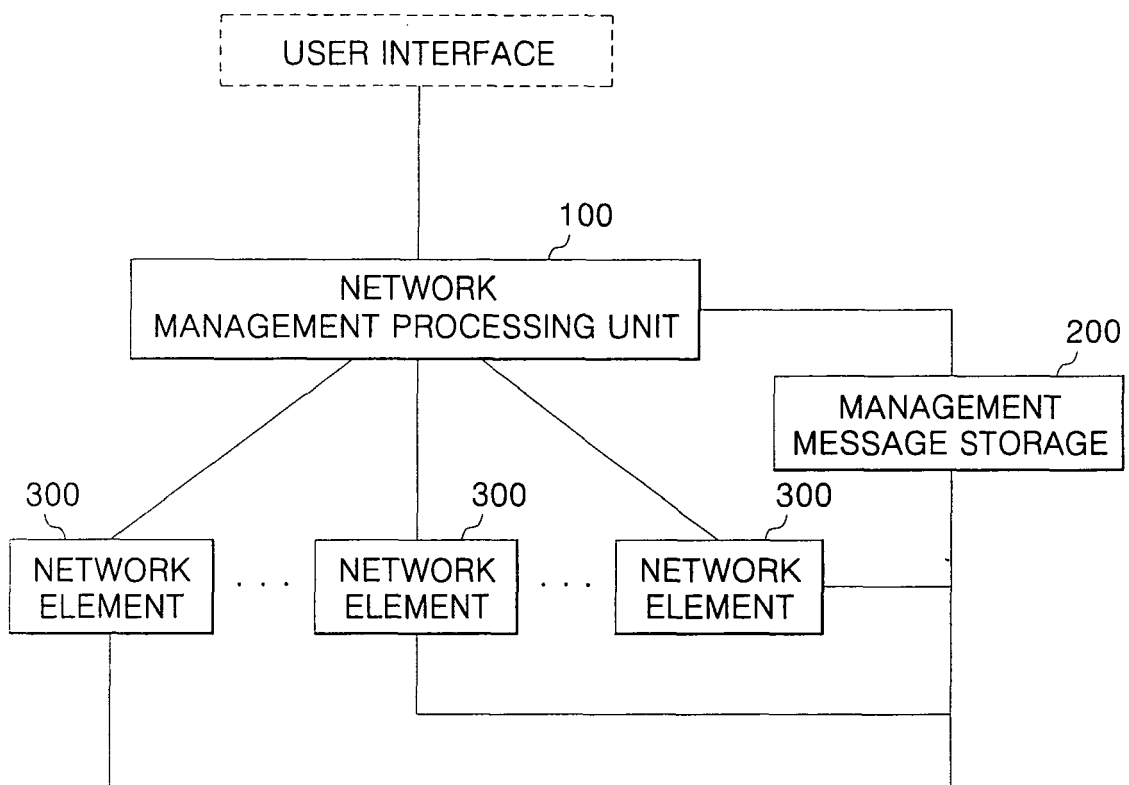 USER INTERFACE
100
NETWORK
MANAGEMENT PROCESSING UNIT
200
MANAGEMENT
MESSAGE STORAGE
300
NETWORK
ELEMENT
. . .
300
NETWORK
ELEMENT
. . .
300
NETWORK
ELEMENT